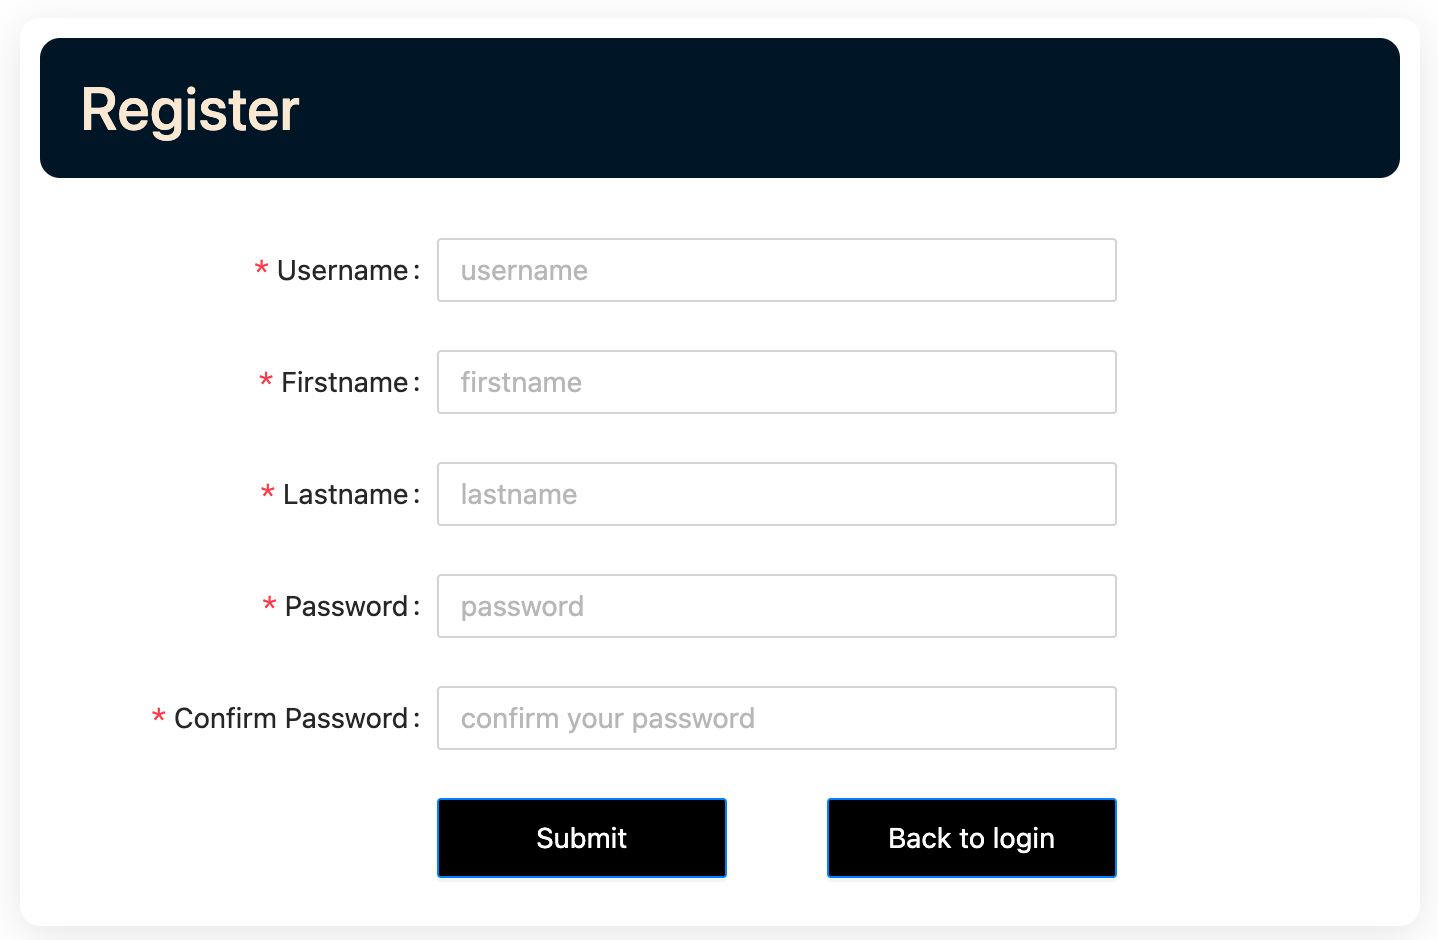 Register
* Username: username
* Firstname: firstname
* Lastname: lastname
* Password: password
* Confirm Password: confirm your password
Submit Back to login